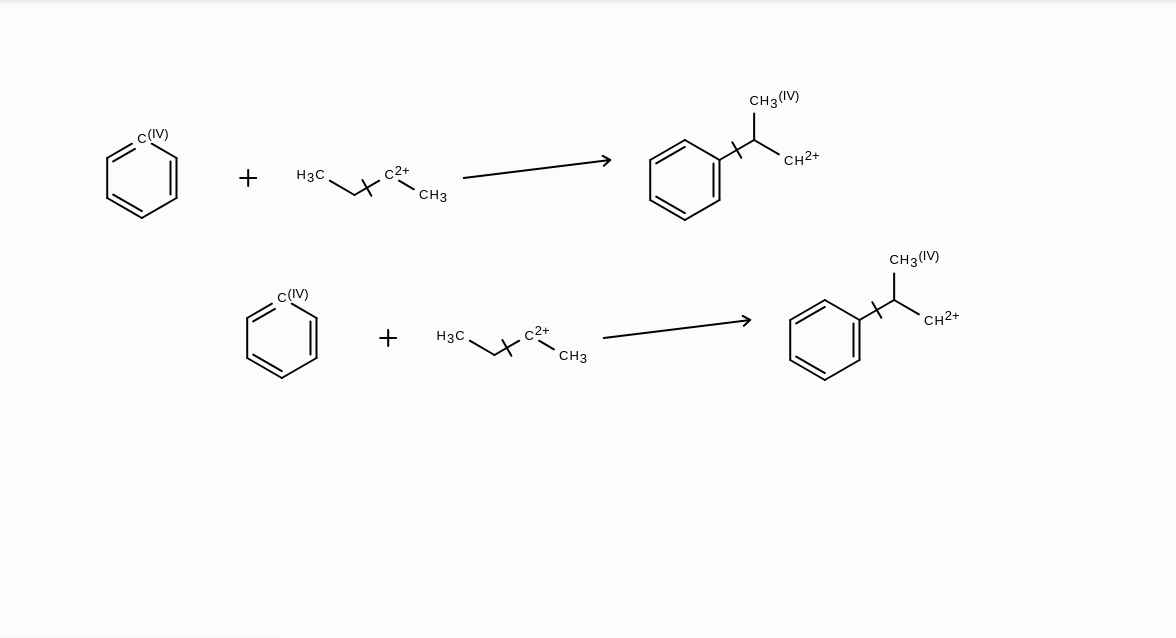 CH3(IV)
C(IV) + H3C C2+ CH3 CH2+
CH3(IV)
C(IV) + H3C C2+ CH3 CH2+